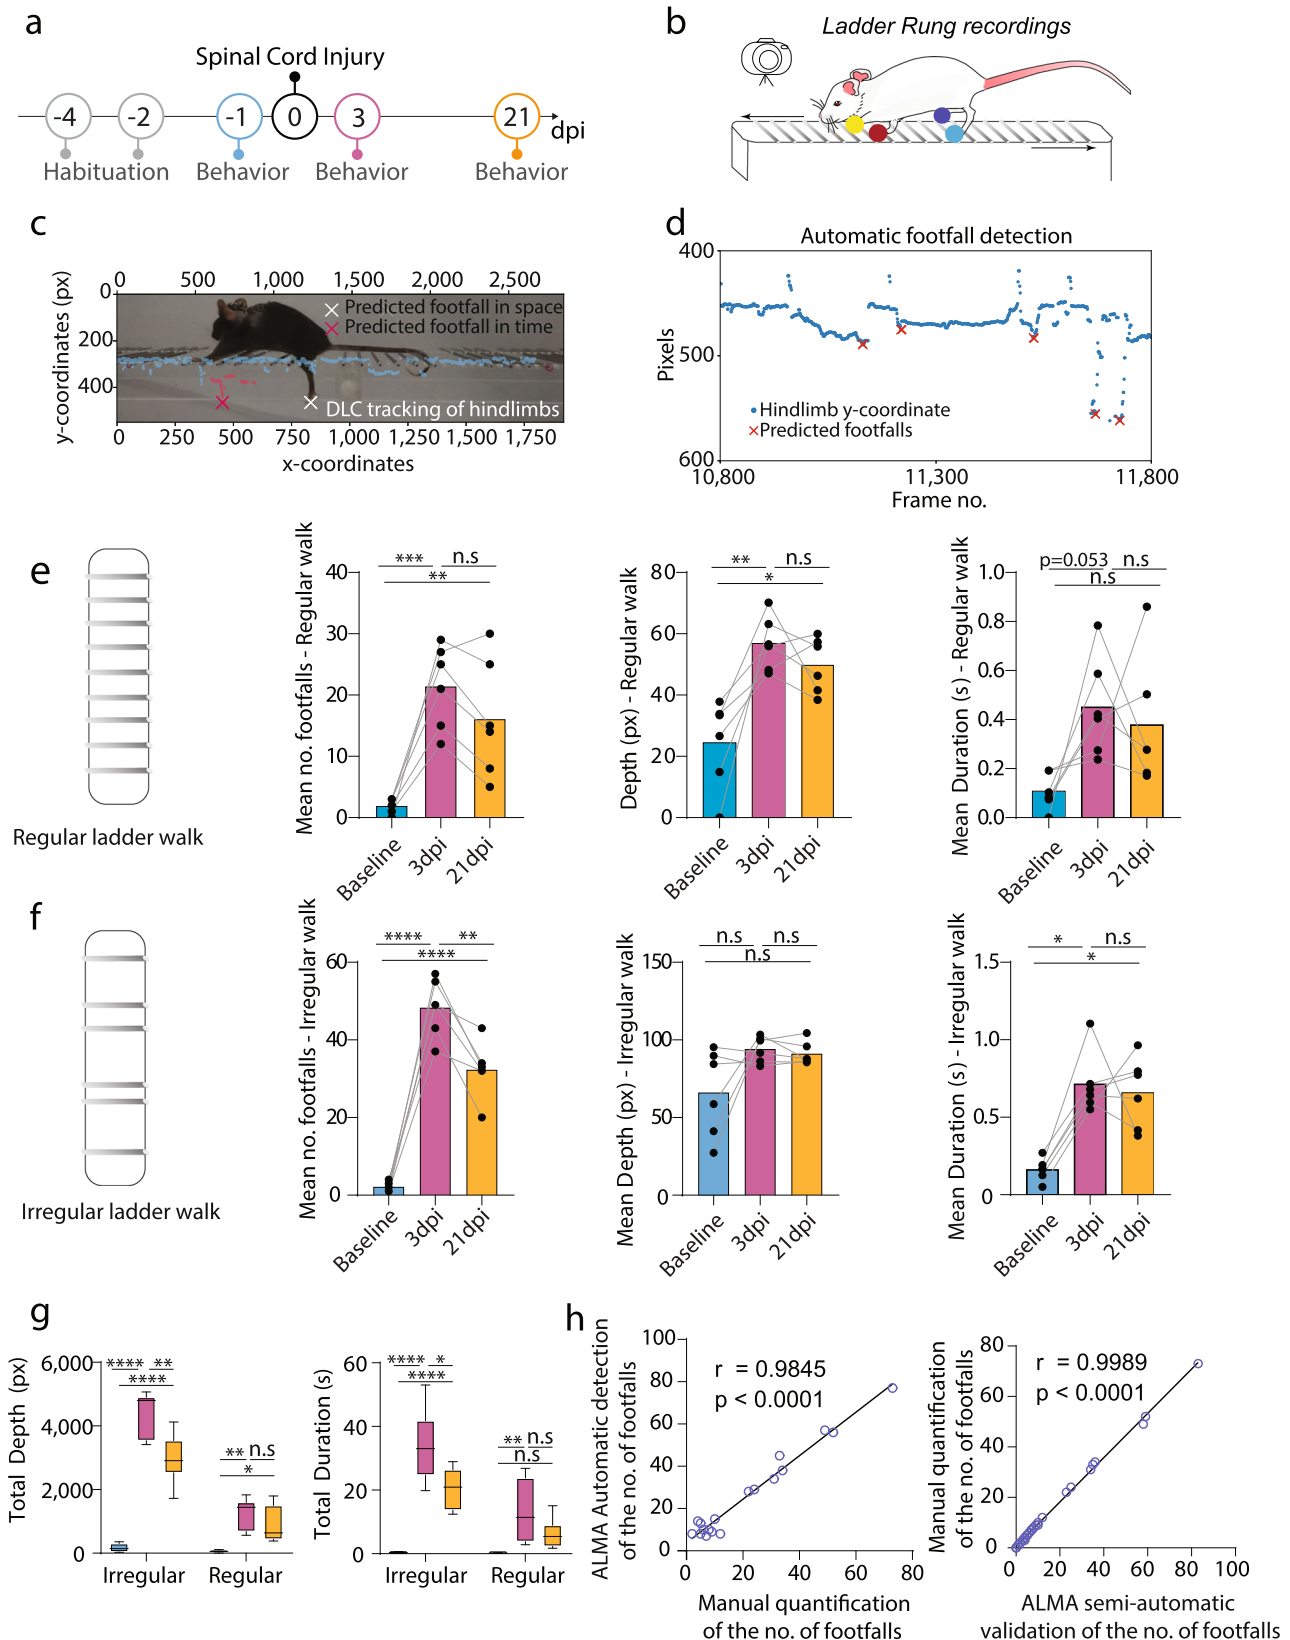 a
Spinal Cord Injury
-4
-2
-1
0
3
21
dpi
Habituation
Behavior
Behavior
Behavior
b
Ladder Rung recordings
c
0 500 1,000 1,500 2,000 2,500
y-coordinates (px)
0
200
400
Predicted footfall in space
Predicted footfall in time
DLC tracking of hindlimbs
0 250 500 750 1,000 1,250 1,500 1,750
x-coordinates
d
Automatic footfall detection
Pixels
400
500
600
Hindlimb y-coordinate
Predicted footfalls
10,800 11,300 11,800
Frame no.
e
Regular ladder walk
Mean no. footfalls - Regular walk
*** n.s
**
40
30
20
10
0
Baseline 3dpi 21dpi
Depth (px) - Regular walk
** n.s
*
80
60
40
20
0
Baseline 3dpi 21dpi
Mean Duration (s) - Regular walk
p=0.053 n.s
n.s
1.0
0.6
0.4
0.2
0.0
Baseline 3dpi 21dpi
f
Irregular ladder walk
Mean no. footfalls - Irregular walk
**** **
****
60
40
20
0
Baseline 3dpi 21dpi
Mean Depth (px) - Irregular walk
n.s n.s
n.s
150
100
50
0
Baseline 3dpi 21dpi
Mean Duration (s) - Irregular walk
* n.s
*
1.5
1.0
0.5
0
Baseline 3dpi 21dpi
g
Total Depth (px)
6,000
4,000
2,000
0
**** **
****
** n.s
*
Irregular Regular
Total Duration (s)
60
40
20
0
**** *
****
** n.s
n.s
Irregular Regular
h
ALMA Automatic detection
of the no. of footfalls
100
80
60
40
20
0
r = 0.9845
p < 0.0001
0 20 40 60 80
Manual quantification
of the no. of footfalls
Manual quantification
of the no. of footfalls
80
60
40
20
0
r = 0.9989
p < 0.0001
0 20 40 60 80 100
ALMA semi-automatic
validation of the no. of footfalls